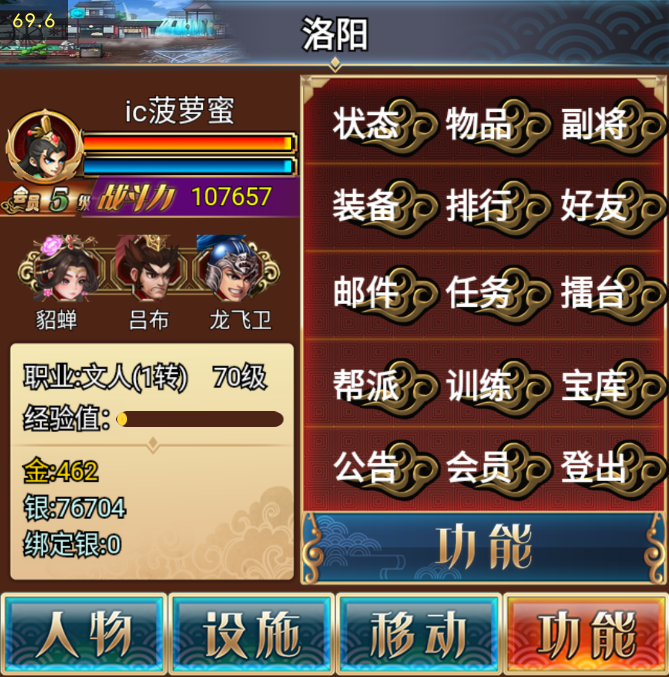 69.6
洛阳
ic菠萝蜜
会员5级 战斗力 107657
貂蝉 吕布 龙飞卫
职业:文人(1转) 70级
经验值:
金:462
银:76704
绑定银:0
状态 物品 副将
装备 排行 好友
邮件 任务 擂台
帮派 训练 宝库
公告 会员 登出
功能
人物 设施 移动 功能